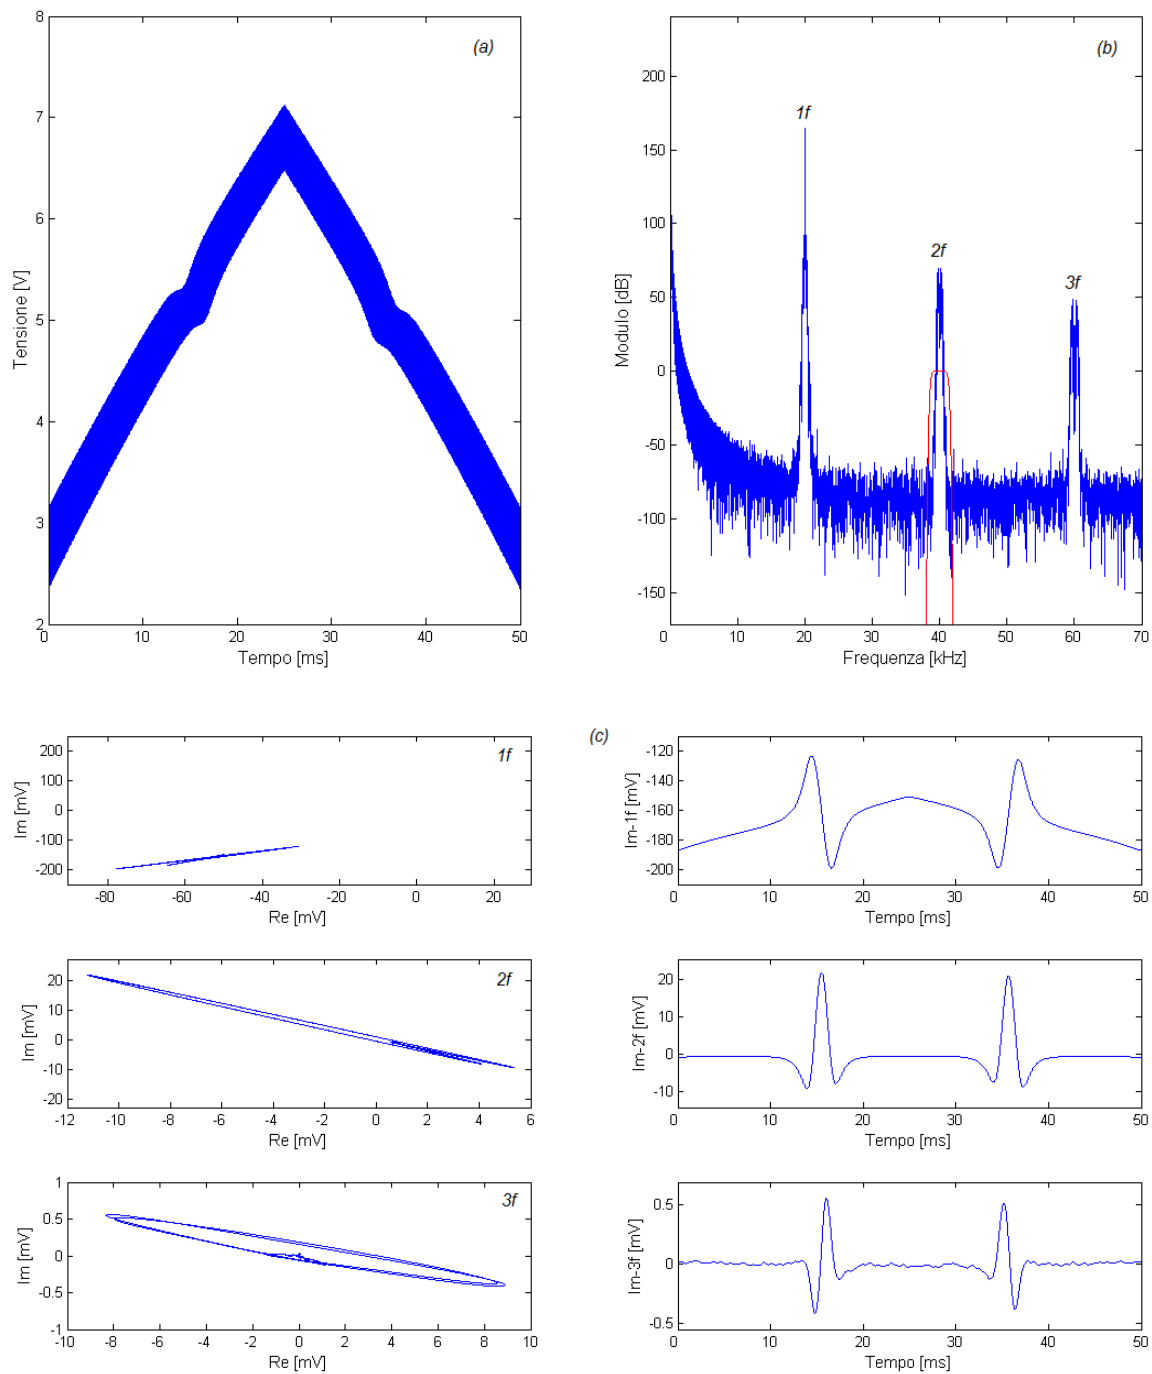 (a)
8
7
6
5
4
3
2
Tensione [V]
0 10 20 30 40 50
Tempo [ms]
(b)
200
150
100
50
0
-50
-100
-150
Modulo [dB]
1f
2f
3f
0 10 20 30 40 50 60 70
Frequenza [kHz]
(c)
1f
200
100
0
-100
-200
Im [mV]
-80 -60 -40 -20 0 20
Re [mV]
-120
-140
-160
-180
-200
Im-1f [mV]
0 10 20 30 40 50
Tempo [ms]
2f
20
10
0
-10
-20
Im [mV]
-12 -10 -8 -6 -4 -2 0 2 4 6
Re [mV]
20
10
0
-10
Im-2f [mV]
0 10 20 30 40 50
Tempo [ms]
3f
1
0.5
0
-0.5
-1
Im [mV]
-10 -8 -6 -4 -2 0 2 4 6 8 10
Re [mV]
0.5
0
-0.5
Im-3f [mV]
0 10 20 30 40 50
Tempo [ms]